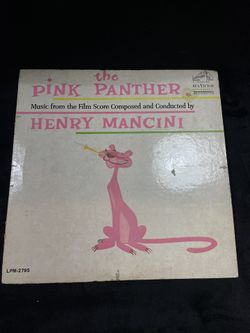 the
PINK PANTHER
RCA VICTOR
Music from the Film Score Composed and Conducted by
HENRY MANCINI
LPM-2795